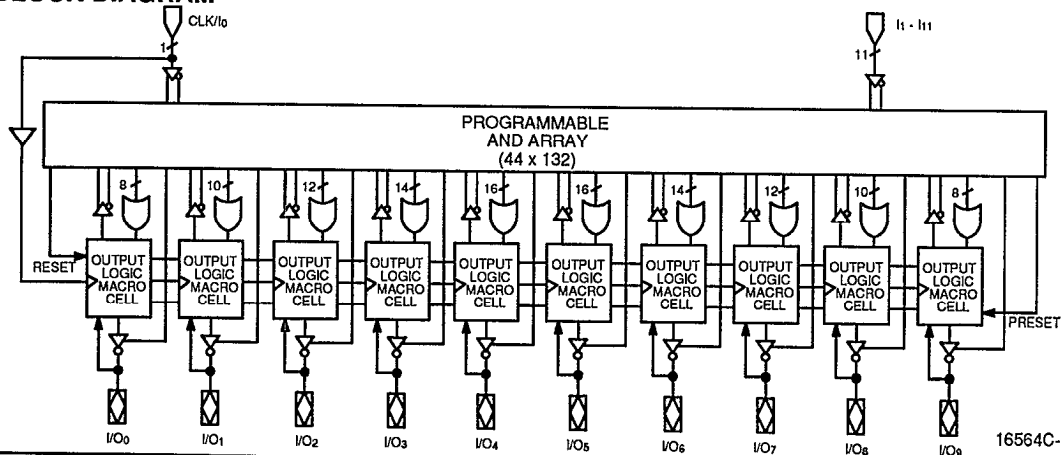 CLK/I0
I1 - I11
1
11
PROGRAMMABLE
AND ARRAY
(44 x 132)
8
10
12
14
16
16
14
12
10
8
RESET
OUTPUT
LOGIC
MACRO
CELL
OUTPUT
LOGIC
MACRO
CELL
OUTPUT
LOGIC
MACRO
CELL
OUTPUT
LOGIC
MACRO
CELL
OUTPUT
LOGIC
MACRO
CELL
OUTPUT
LOGIC
MACRO
CELL
OUTPUT
LOGIC
MACRO
CELL
OUTPUT
LOGIC
MACRO
CELL
OUTPUT
LOGIC
MACRO
CELL
OUTPUT
LOGIC
MACRO
CELL
PRESET
I/O0
I/O1
I/O2
I/O3
I/O4
I/O5
I/O6
I/O7
I/O8
I/O9
16564C-